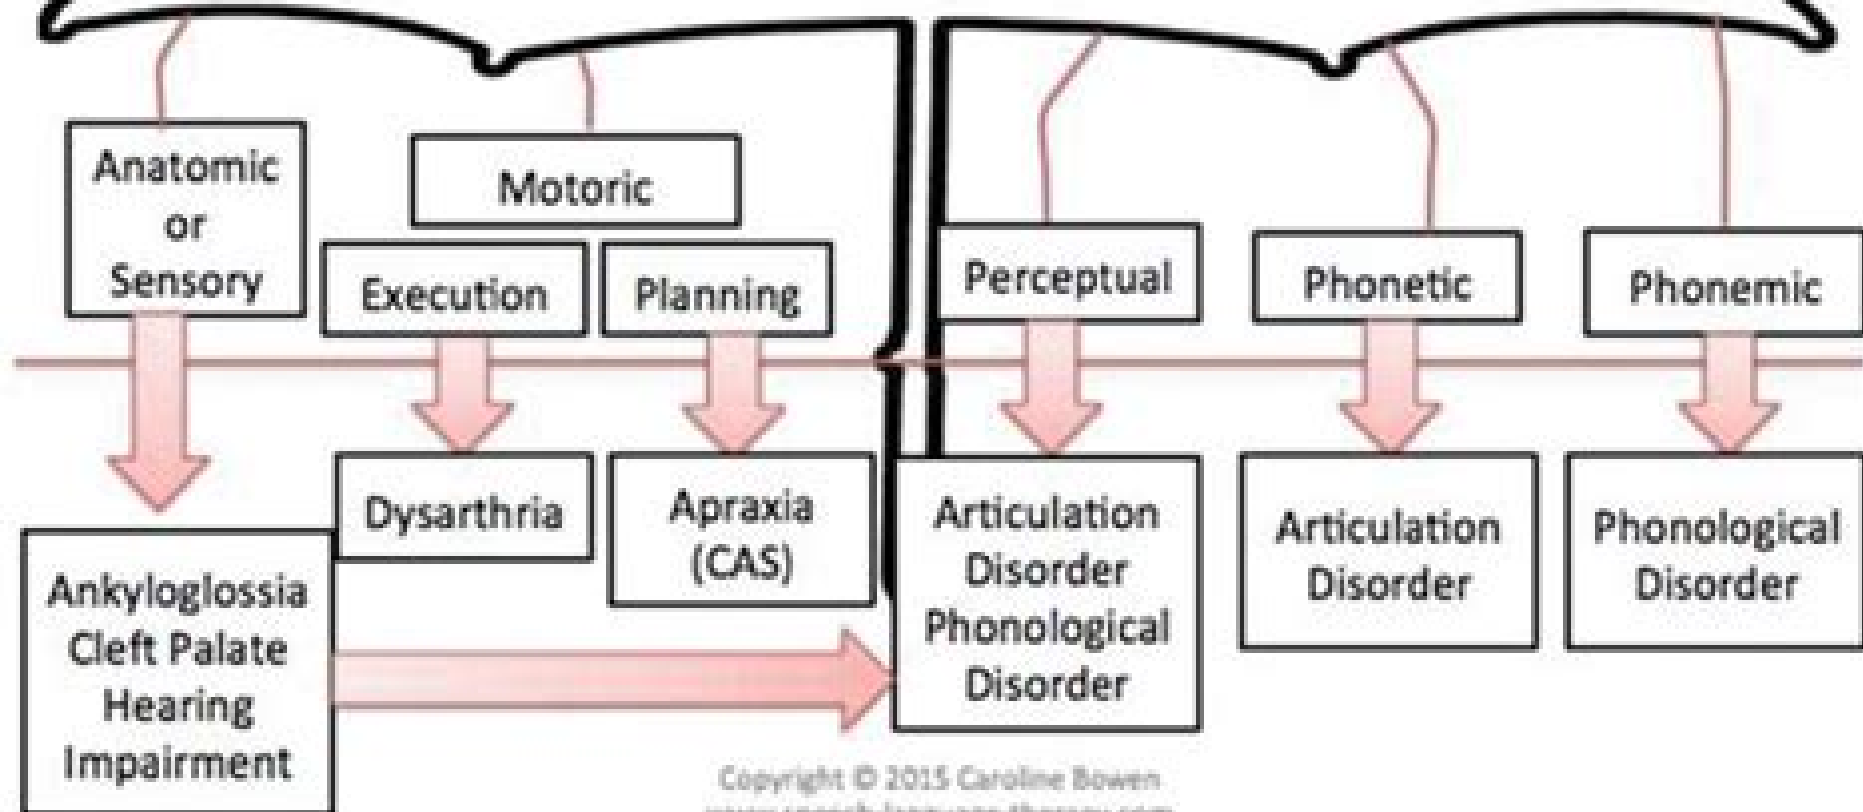 Anatomic
or
Sensory
Motoric
Execution
Planning
Perceptual
Phonetic
Phonemic
Dysarthria
Apraxia
(CAS)
Articulation
Disorder
Phonological
Disorder
Articulation
Disorder
Phonological
Disorder
Ankyloglossia
Cleft Palate
Hearing
Impairment
Copyright © 2015 Caroline Bowen